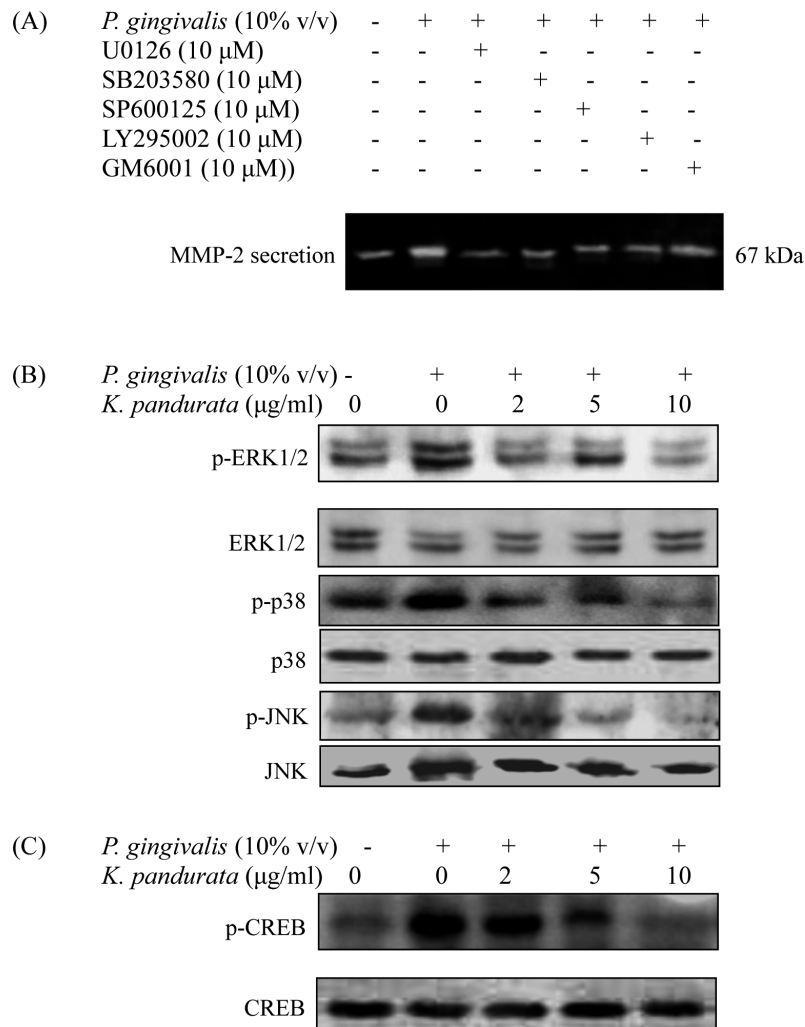 (A) P. gingivalis (10% v/v) - + + + + + +
U0126 (10 μM) - - + - - - -
SB203580 (10 μM) - - - + - - -
SP600125 (10 μM) - - - - + - -
LY295002 (10 μM) - - - - - + -
GM6001 (10 μM)) - - - - - - +
MMP-2 secretion 67 kDa
(B) P. gingivalis (10% v/v) - + + + +
K. pandurata (μg/ml) 0 0 2 5 10
p-ERK1/2
ERK1/2
p-p38
p38
p-JNK
JNK
(C) P. gingivalis (10% v/v) - + + + +
K. pandurata (μg/ml) 0 0 2 5 10
p-CREB
CREB